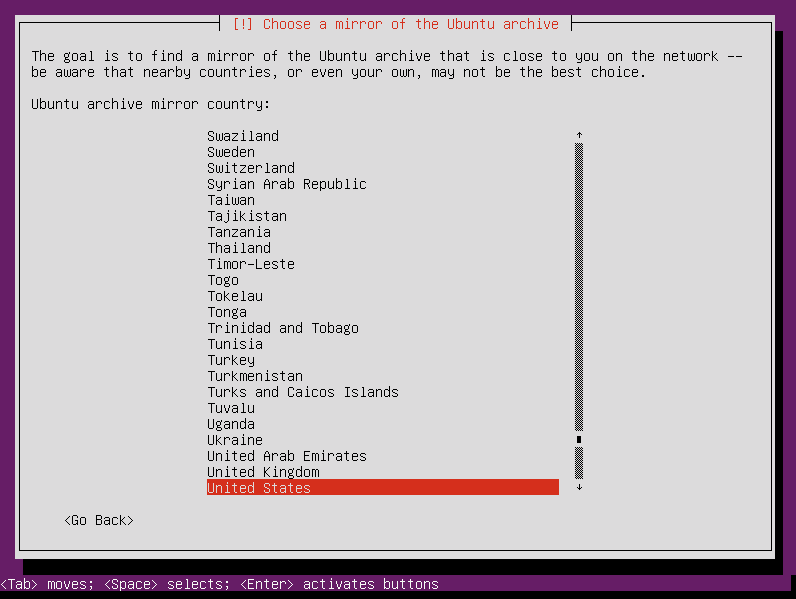 [!] Choose a mirror of the Ubuntu archive
The goal is to find a mirror of the Ubuntu archive that is close to you on the network --
be aware that nearby countries, or even your own, may not be the best choice.
Ubuntu archive mirror country:
Swaziland
Sweden
Switzerland
Syrian Arab Republic
Taiwan
Tajikistan
Tanzania
Thailand
Timor-Leste
Togo
Tokelau
Tonga
Trinidad and Tobago
Tunisia
Turkey
Turkmenistan
Turks and Caicos Islands
Tuvalu
Uganda
Ukraine
United Arab Emirates
United Kingdom
United States
<Go Back>
<Tab> moves; <Space> selects; <Enter> activates buttons